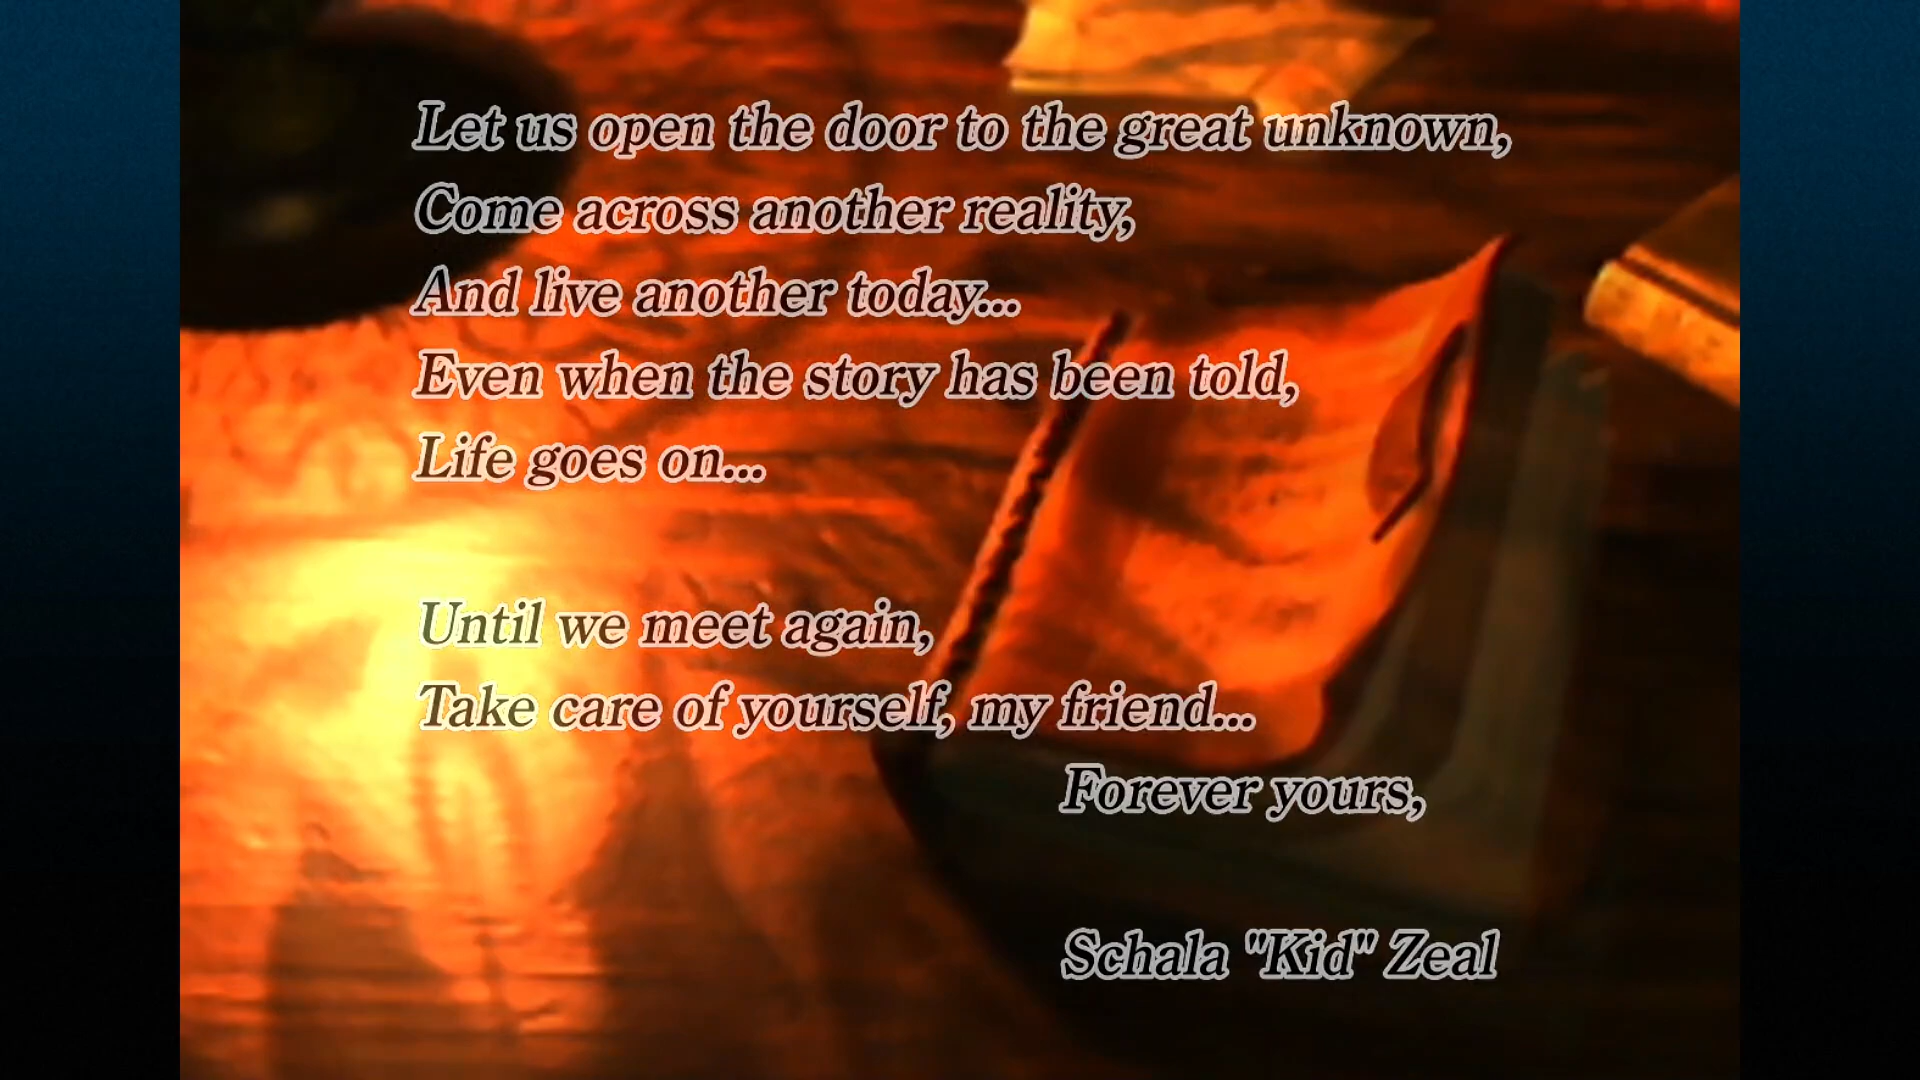 Let us open the door to the great unknown,
Come across another reality,
And live another today...
Even when the story has been told,
Life goes on...
Until we meet again,
Take care of yourself, my friend...
Forever yours,
Schala "Kid" Zeal